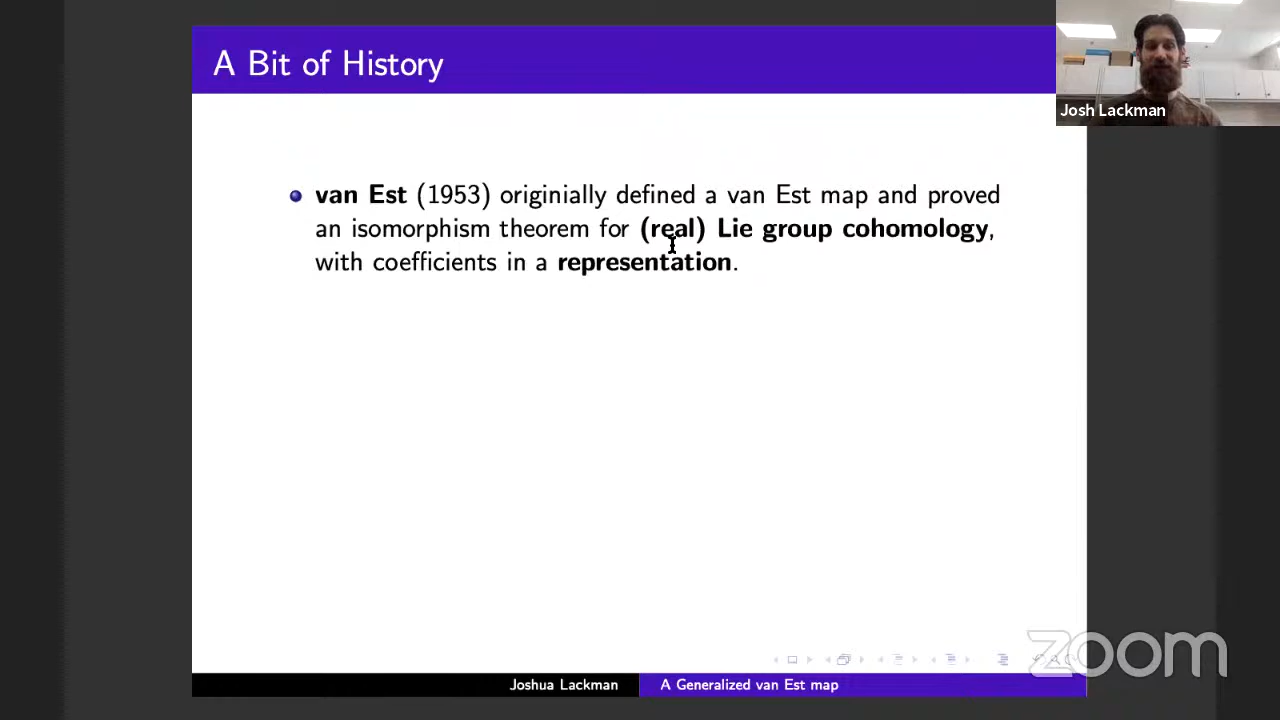 A Bit of History
Josh Lackman
van Est (1953) originially defined a van Est map and proved
an isomorphism theorem for (real) Lie group cohomology,
with coefficients in a representation.
zoom
Joshua Lackman
A Generalized van Est map